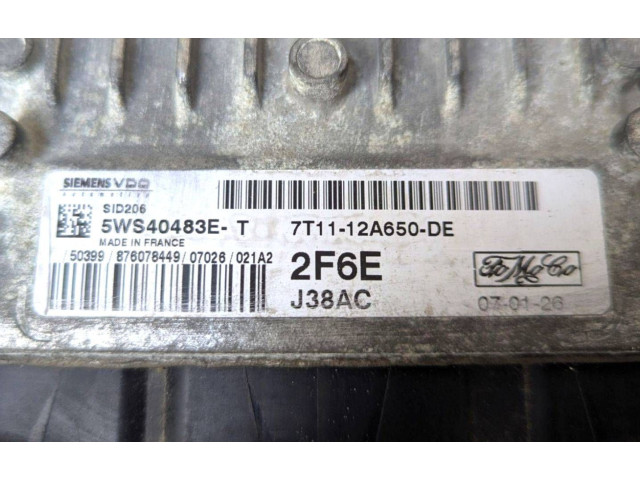 SIEMENS VDO
Automotive
SID206
5WS40483E- T
7T11-12A650-DE
MADE IN FRANCE
50399 / 876078449 / 07026 / 021A2
2F6E
J38AC
FoMoCo
07-01-26